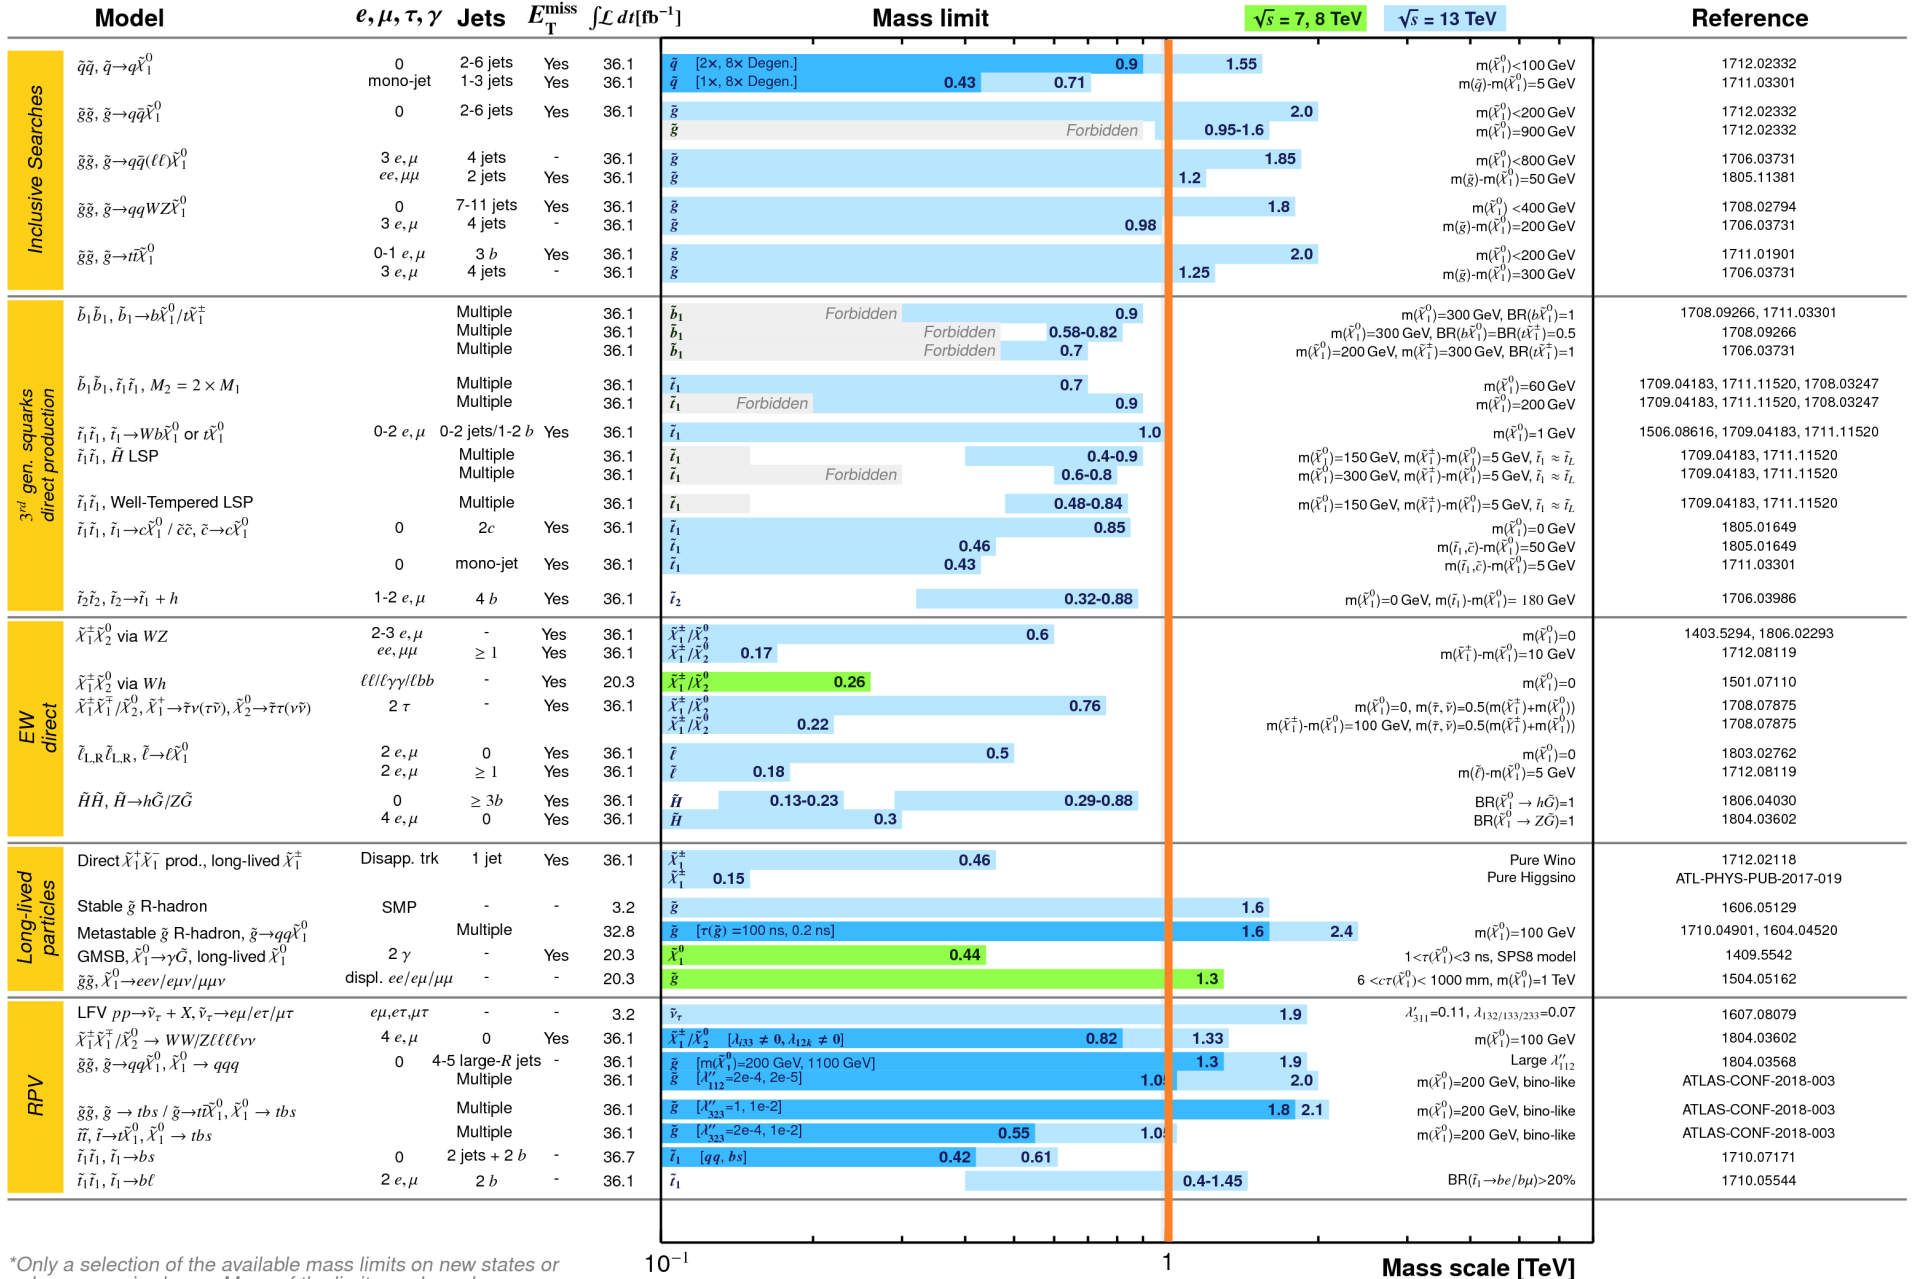 Model e, μ, τ, γ Jets E_T^miss ∫ℒ dt[fb⁻¹] Mass limit √s = 7, 8 TeV √s = 13 TeV Reference
Inclusive Searches
q̃q̃, q̃→qχ̃₁⁰ 0 2-6 jets Yes 36.1 q̃ [2×, 8× Degen.] 0.9 1.55 m(χ̃₁⁰)<100 GeV 1712.02332
mono-jet 1-3 jets Yes 36.1 q̃ [1×, 8× Degen.] 0.43 0.71 m(q̃)-m(χ̃₁⁰)=5 GeV 1711.03301
g̃g̃, g̃→qq̄χ̃₁⁰ 0 2-6 jets Yes 36.1 g̃ 2.0 m(χ̃₁⁰)<200 GeV 1712.02332
g̃ Forbidden 0.95-1.6 m(χ̃₁⁰)=900 GeV 1712.02332
g̃g̃, g̃→qq̄(ℓℓ)χ̃₁⁰ 3 e, μ 4 jets - 36.1 g̃ 1.85 m(χ̃₁⁰)<800 GeV 1706.03731
ee, μμ 2 jets Yes 36.1 g̃ 1.2 m(g̃)-m(χ̃₁⁰)=50 GeV 1805.11381
g̃g̃, g̃→qqWZχ̃₁⁰ 0 7-11 jets Yes 36.1 g̃ 1.8 m(χ̃₁⁰) <400 GeV 1708.02794
3 e, μ 4 jets - 36.1 g̃ 0.98 m(g̃)-m(χ̃₁⁰)=200 GeV 1706.03731
g̃g̃, g̃→tt̄χ̃₁⁰ 0-1 e, μ 3 b Yes 36.1 g̃ 2.0 m(χ̃₁⁰)<200 GeV 1711.01901
3 e, μ 4 jets - 36.1 g̃ 1.25 m(g̃)-m(χ̃₁⁰)=300 GeV 1706.03731
3rd gen. squarks
direct production
b̃₁b̃₁, b̃₁→bχ̃₁⁰/tχ̃₁± Multiple 36.1 b̃₁ Forbidden 0.9 m(χ̃₁⁰)=300 GeV, BR(bχ̃₁⁰)=1 1708.09266, 1711.03301
Multiple 36.1 b̃₁ Forbidden 0.58-0.82 m(χ̃₁⁰)=300 GeV, BR(bχ̃₁⁰)=BR(tχ̃₁±)=0.5 1708.09266
Multiple 36.1 b̃₁ Forbidden 0.7 m(χ̃₁⁰)=200 GeV, m(χ̃₁±)=300 GeV, BR(tχ̃₁±)=1 1706.03731
b̃₁b̃₁, t̃₁t̃₁, M₂ = 2 × M₁ Multiple 36.1 t̃₁ 0.7 m(χ̃₁⁰)=60 GeV 1709.04183, 1711.11520, 1708.03247
Multiple 36.1 t̃₁ Forbidden 0.9 m(χ̃₁⁰)=200 GeV 1709.04183, 1711.11520, 1708.03247
t̃₁t̃₁, t̃₁→Wbχ̃₁⁰ or tχ̃₁⁰ 0-2 e, μ 0-2 jets/1-2 b Yes 36.1 t̃₁ 1.0 m(χ̃₁⁰)=1 GeV 1506.08616, 1709.04183, 1711.11520
t̃₁t̃₁, H̃ LSP Multiple 36.1 t̃₁ 0.4-0.9 m(χ̃₁⁰)=150 GeV, m(χ̃₁±)-m(χ̃₁⁰)=5 GeV, t̃₁ ≈ t̃_L 1709.04183, 1711.11520
Multiple 36.1 t̃₁ Forbidden 0.6-0.8 m(χ̃₁⁰)=300 GeV, m(χ̃₁±)-m(χ̃₁⁰)=5 GeV, t̃₁ ≈ t̃_L 1709.04183, 1711.11520
t̃₁t̃₁, Well-Tempered LSP Multiple 36.1 t̃₁ 0.48-0.84 m(χ̃₁⁰)=150 GeV, m(χ̃₁±)-m(χ̃₁⁰)=5 GeV, t̃₁ ≈ t̃_L 1709.04183, 1711.11520
t̃₁t̃₁, t̃₁→cχ̃₁⁰ / c̃c̃, c̃→cχ̃₁⁰ 0 2c Yes 36.1 t̃₁ 0.85 m(χ̃₁⁰)=0 GeV 1805.01649
t̃₁ 0.46 m(t̃₁,c̃)-m(χ̃₁⁰)=50 GeV 1805.01649
0 mono-jet Yes 36.1 t̃₁ 0.43 m(t̃₁,c̃)-m(χ̃₁⁰)=5 GeV 1711.03301
t̃₂t̃₂, t̃₂→t̃₁ + h 1-2 e, μ 4 b Yes 36.1 t̃₂ 0.32-0.88 m(χ̃₁⁰)=0 GeV, m(t̃₁)-m(χ̃₁⁰)= 180 GeV 1706.03986
EW
direct
χ̃₁±χ̃₂⁰ via WZ 2-3 e, μ - Yes 36.1 χ̃₁±/χ̃₂⁰ 0.6 m(χ̃₁⁰)=0 1403.5294, 1806.02293
ee, μμ ≥ 1 Yes 36.1 χ̃₁±/χ̃₂⁰ 0.17 m(χ̃₁±)-m(χ̃₁⁰)=10 GeV 1712.08119
χ̃₁±χ̃₂⁰ via Wh ℓℓ/ℓγγ/ℓbb - Yes 20.3 χ̃₁±/χ̃₂⁰ 0.26 m(χ̃₁⁰)=0 1501.07110
χ̃₁±χ̃₁∓/χ̃₂⁰, χ̃₁⁺→τ̃ν(τν̃), χ̃₂⁰→τ̃τ(νν̃) 2 τ - Yes 36.1 χ̃₁±/χ̃₂⁰ 0.76 m(χ̃₁⁰)=0, m(τ̃, ν̃)=0.5(m(χ̃₁±)+m(χ̃₁⁰)) 1708.07875
χ̃₁±/χ̃₂⁰ 0.22 m(χ̃₁±)-m(χ̃₁⁰)=100 GeV, m(τ̃, ν̃)=0.5(m(χ̃₁±)+m(χ̃₁⁰)) 1708.07875
ℓ̃_L,R ℓ̃_L,R, ℓ̃→ℓχ̃₁⁰ 2 e, μ 0 Yes 36.1 ℓ̃ 0.5 m(χ̃₁⁰)=0 1803.02762
2 e, μ ≥ 1 Yes 36.1 ℓ̃ 0.18 m(ℓ̃)-m(χ̃₁⁰)=5 GeV 1712.08119
H̃H̃, H̃→hG̃/ZG̃ 0 ≥ 3b Yes 36.1 H̃ 0.13-0.23 0.29-0.88 BR(χ̃₁⁰ → hG̃)=1 1806.04030
4 e, μ 0 Yes 36.1 H̃ 0.3 BR(χ̃₁⁰ → ZG̃)=1 1804.03602
Long-lived
particles
Direct χ̃₁⁺χ̃₁⁻ prod., long-lived χ̃₁± Disapp. trk 1 jet Yes 36.1 χ̃₁± 0.46 Pure Wino 1712.02118
χ̃₁± 0.15 Pure Higgsino ATL-PHYS-PUB-2017-019
Stable g̃ R-hadron SMP - - 3.2 g̃ 1.6 1606.05129
Metastable g̃ R-hadron, g̃→qqχ̃₁⁰ Multiple 32.8 g̃ [τ(g̃) =100 ns, 0.2 ns] 1.6 2.4 m(χ̃₁⁰)=100 GeV 1710.04901, 1604.04520
GMSB, χ̃₁⁰→γG̃, long-lived χ̃₁⁰ 2 γ - Yes 20.3 χ̃₁⁰ 0.44 1<τ(χ̃₁⁰)<3 ns, SPS8 model 1409.5542
g̃g̃, χ̃₁⁰→eeν/eμν/μμν displ. ee/eμ/μμ - - 20.3 g̃ 1.3 6 <cτ(χ̃₁⁰)< 1000 mm, m(χ̃₁⁰)=1 TeV 1504.05162
RPV
LFV pp→ν̃_τ + X, ν̃_τ→eμ/eτ/μτ eμ,eτ,μτ - - 3.2 ν̃_τ 1.9 λ'₃₁₁=0.11, λ₁₃₂/₁₃₃/₂₃₃=0.07 1607.08079
χ̃₁±χ̃₁∓/χ̃₂⁰ → WW/Zℓℓℓℓνν 4 e, μ 0 Yes 36.1 χ̃₁±/χ̃₂⁰ [λ_i33 ≠ 0, λ_12k ≠ 0] 0.82 1.33 m(χ̃₁⁰)=100 GeV 1804.03602
g̃g̃, g̃→qqχ̃₁⁰, χ̃₁⁰ → qqq 0 4-5 large-R jets - 36.1 g̃ [m(χ̃₁⁰)=200 GeV, 1100 GeV] 1.3 1.9 Large λ''₁₁₂ 1804.03568
Multiple 36.1 g̃ [λ''₁₁₂=2e-4, 2e-5] 1.05 2.0 m(χ̃₁⁰)=200 GeV, bino-like ATLAS-CONF-2018-003
g̃g̃, g̃ → tbs / g̃→tt̄χ̃₁⁰, χ̃₁⁰ → tbs Multiple 36.1 g̃ [λ''₃₂₃=1, 1e-2] 1.8 2.1 m(χ̃₁⁰)=200 GeV, bino-like ATLAS-CONF-2018-003
t̃t̃, t̃→tχ̃₁⁰, χ̃₁⁰ → tbs Multiple 36.1 g̃ [λ''₃₂₃=2e-4, 1e-2] 0.55 1.05 m(χ̃₁⁰)=200 GeV, bino-like ATLAS-CONF-2018-003
t̃₁t̃₁, t̃₁→bs 0 2 jets + 2 b - 36.7 t̃₁ [qq, bs] 0.42 0.61 1710.07171
t̃₁t̃₁, t̃₁→bℓ 2 e, μ 2 b - 36.1 t̃₁ 0.4-1.45 BR(t̃₁→be/bμ)>20% 1710.05544
10⁻¹ 1 Mass scale [TeV]
*Only a selection of the available mass limits on new states or